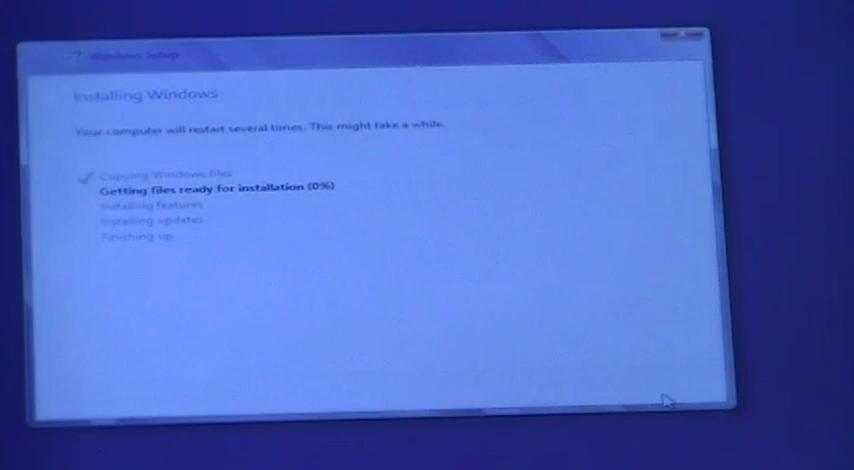 Windows Setup
Installing Windows
Your computer will restart several times. This might take a while.
Copying Windows files
Getting files ready for installation (0%)
Installing features
Installing updates
Finishing up